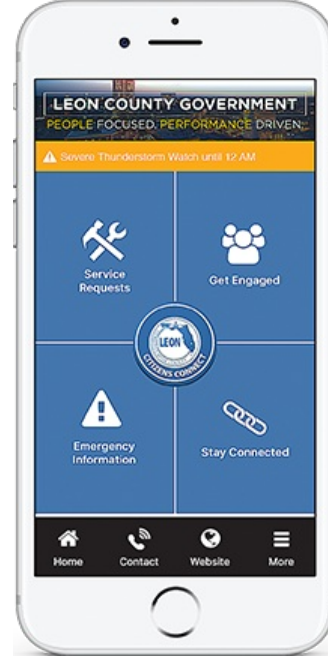 LEON COUNTY GOVERNMENT
PEOPLE FOCUSED. PERFORMANCE DRIVEN.
Severe Thunderstorm Watch until 12 AM
Service
Requests
Get Engaged
LEON
CITIZENS CONNECT
Emergency
Information
Stay Connected
Home
Contact
Website
More